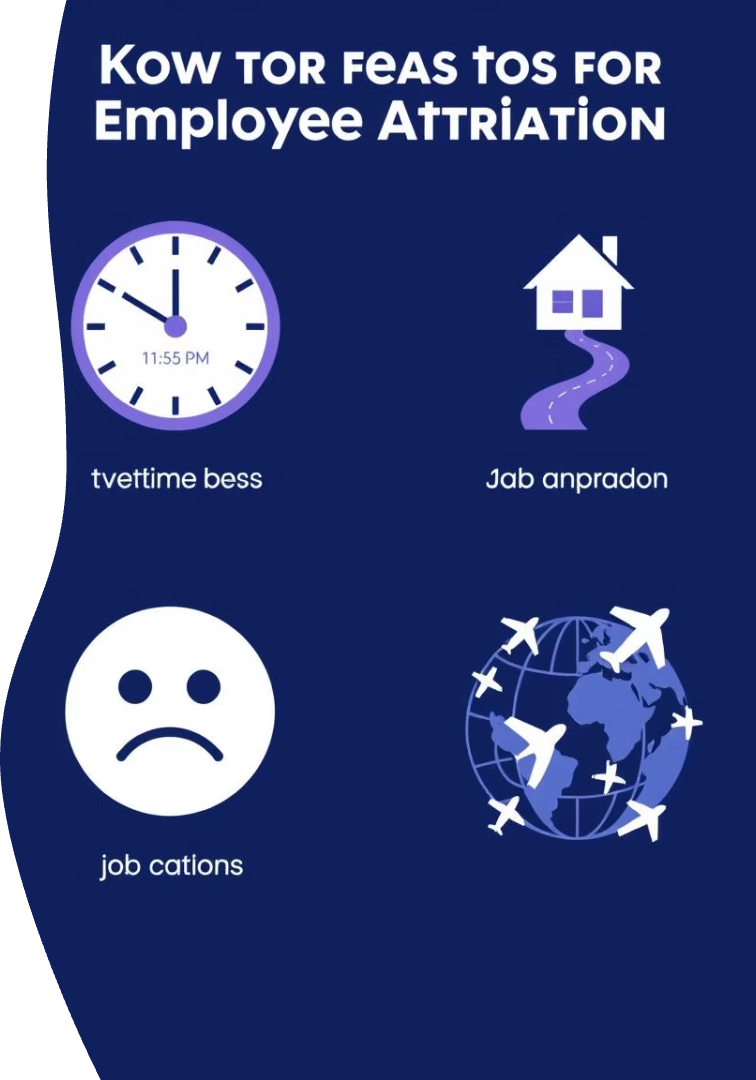 Kow tor feas tos for
Employee Attriation
11:55 PM
tvettime bess
Jab anpradon
job cations